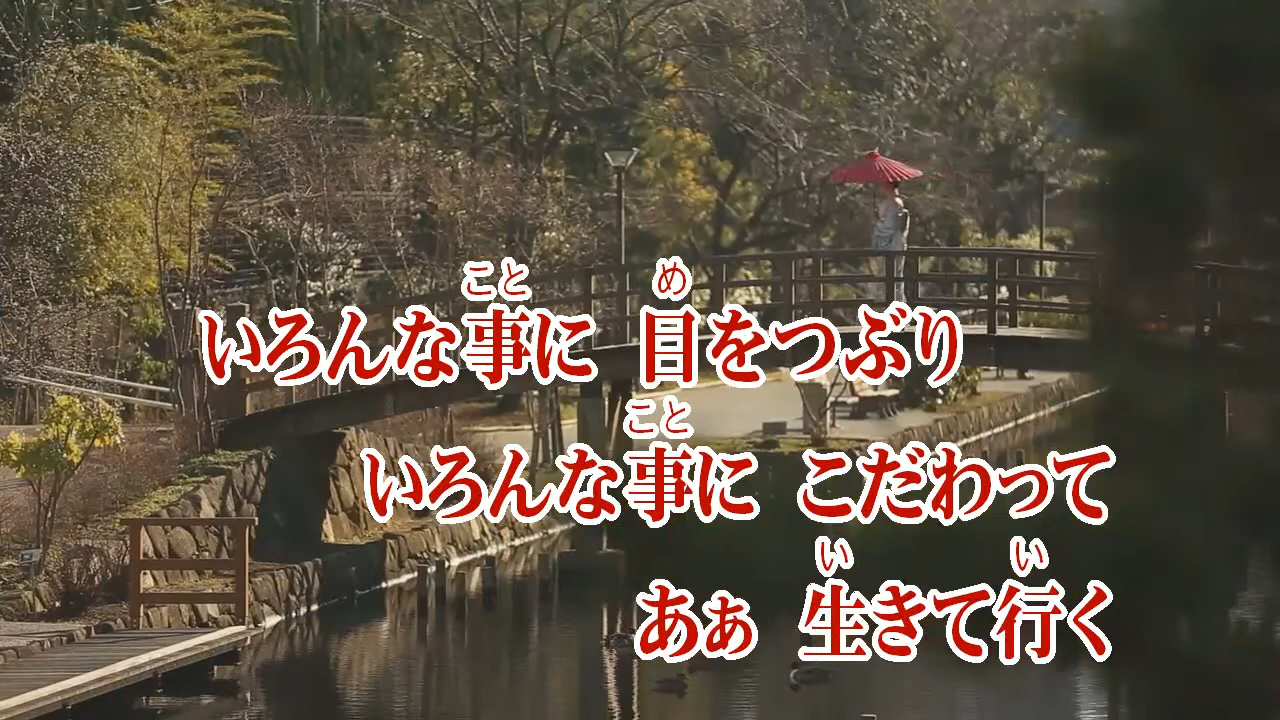 こと め
いろんな事に 目をつぶり
こと
いろんな事に こだわって
い い
あぁ 生きて行く